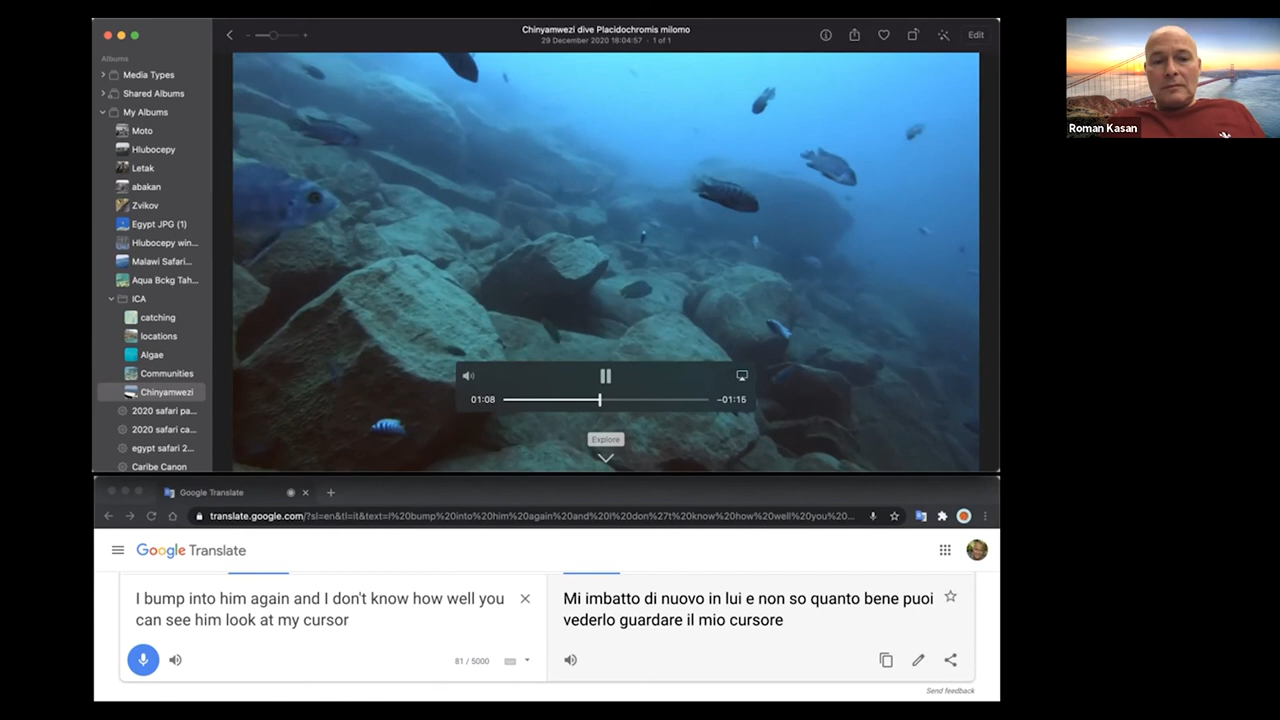 Chinyamwezi dive Placidochromis milomo
29 December 2020 18:04:57 · 1 of 1
Edit
Albums
Media Types
Shared Albums
My Albums
Moto
Hlubocepy
Letak
abakan
Zvikov
Egypt JPG (1)
Hlubocepy win...
Malawi Safari...
Aqua Bckg Tah...
ICA
catching
locations
Algae
Communities
Chinyamwezi
2020 safari pa...
2020 safari ca...
egypt safari 2...
Caribe Canon
01:08
−01:15
Explore
Roman Kasan
Google Translate
translate.google.com/?sl=en&tl=it&text=I%20bump%20into%20him%20again%20and%20I%20don%27t%20know%20how%20well%20you%20...
Google Translate
I bump into him again and I don't know how well you
can see him look at my cursor
81 / 5000
Mi imbatto di nuovo in lui e non so quanto bene puoi
vederlo guardare il mio cursore
Send feedback